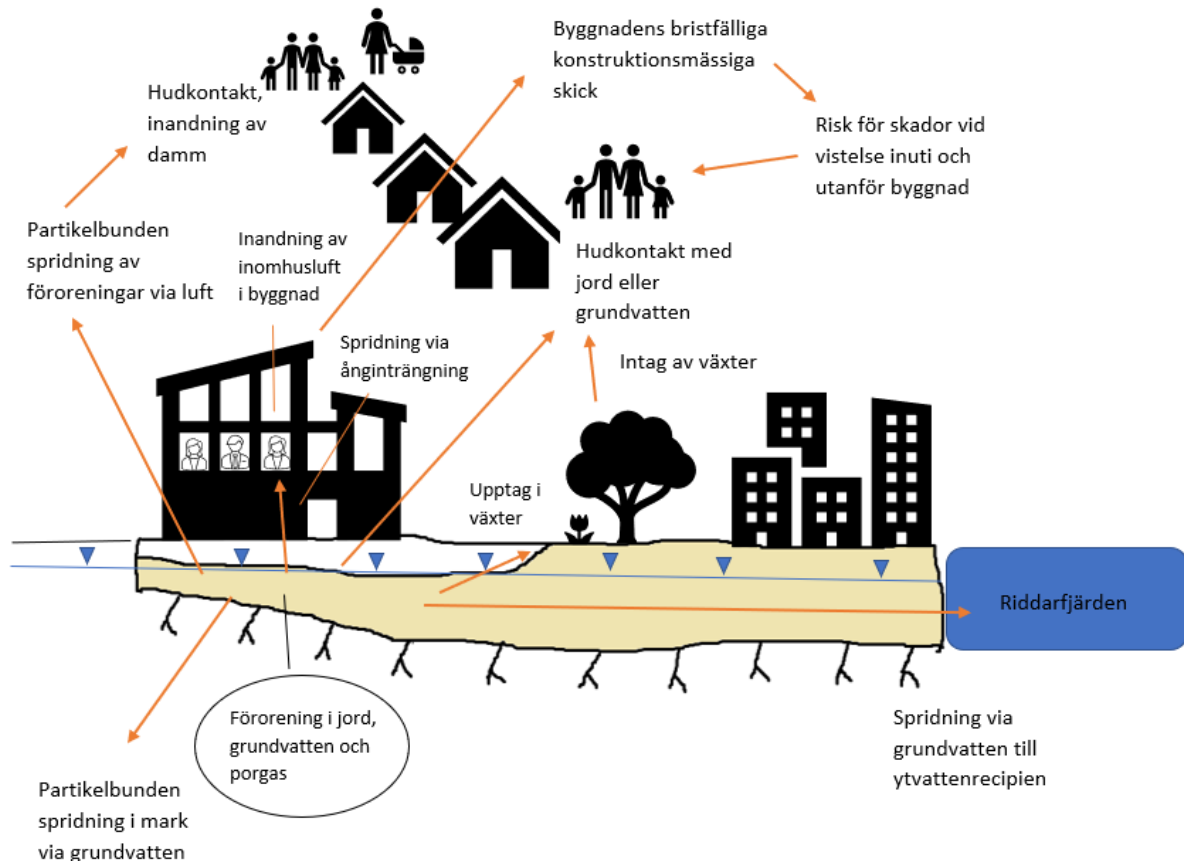 Byggnadens bristfälliga
konstruktionsmässiga
skick
Hudkontakt,
inandning av
damm
Risk för skador vid
vistelse inuti och
utanför byggnad
Partikelbunden
spridning av
föroreningar via luft
Inandning av
inomhusluft
i byggnad
Hudkontakt med
jord eller
grundvatten
Spridning via
ånginträngning
Intag av växter
Upptag i
växter
Riddarfjärden
Förorening i jord,
grundvatten och
porgas
Spridning via
grundvatten till
ytvattenrecipien
Partikelbunden
spridning i mark
via grundvatten